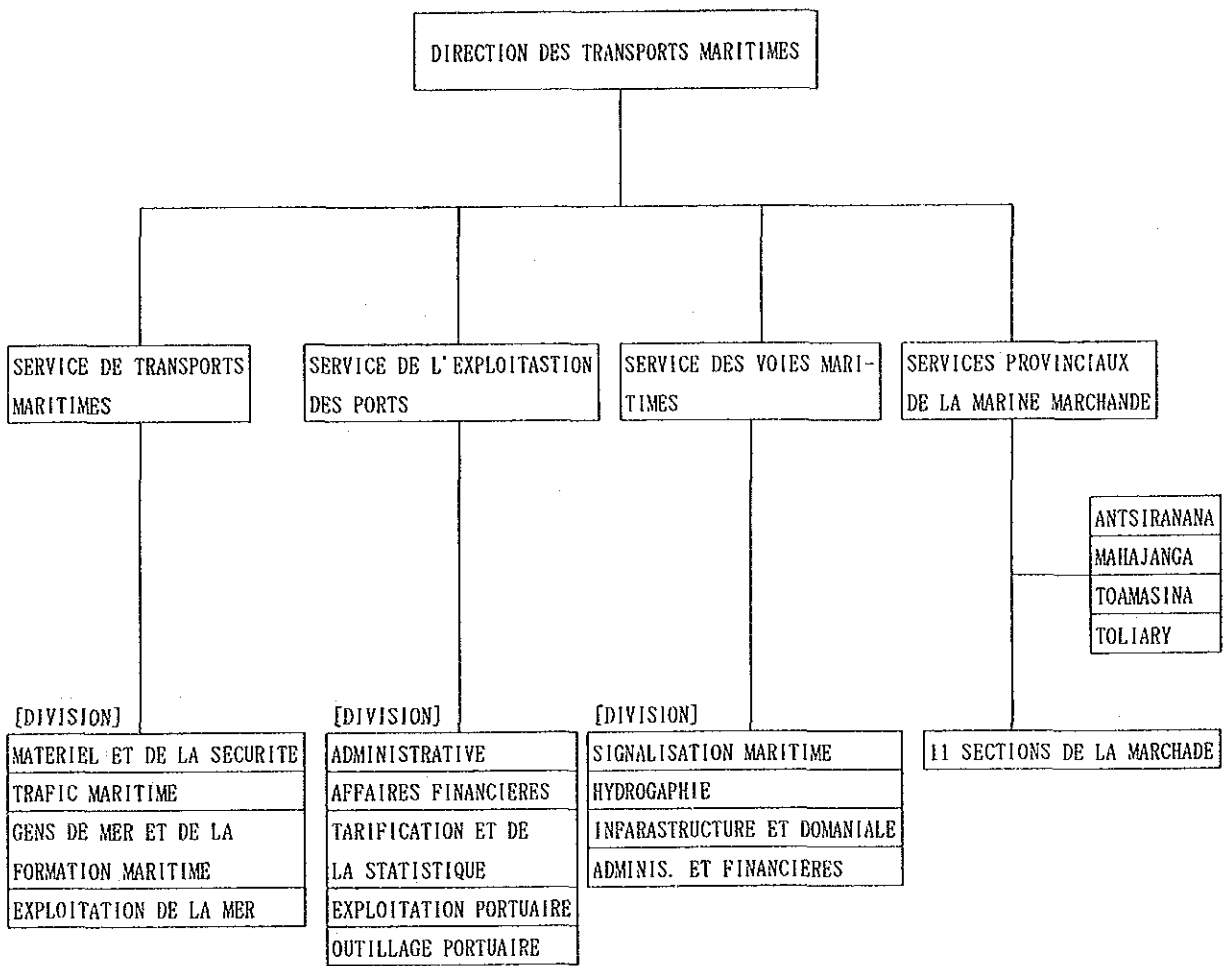 DIRECTION DES TRANSPORTS MARITIMES
SERVICE DE TRANSPORTS
MARITIMES
SERVICE DE L'EXPLOITASTION
DES PORTS
SERVICE DES VOIES MARI-
TIMES
SERVICES PROVINCIAUX
DE LA MARINE MARCHANDE
ANTSIRANANA
MAHAJANGA
TOAMASINA
TOLIARY
[DIVISION]
MATERIEL ET DE LA SECURITE
TRAFIC MARITIME
GENS DE MER ET DE LA
FORMATION MARITIME
EXPLOITATION DE LA MER
[DIVISION]
ADMINISTRATIVE
AFFAIRES FINANCIERES
TARIFICATION ET DE
LA STATISTIQUE
EXPLOITATION PORTUAIRE
OUTILLAGE PORTUAIRE
[DIVISION]
SIGNALISATION MARITIME
HYDROGAPHIE
INFARASTRUCTURE ET DOMANIALE
ADMINIS. ET FINANCIERES
11 SECTIONS DE LA MARCHADE